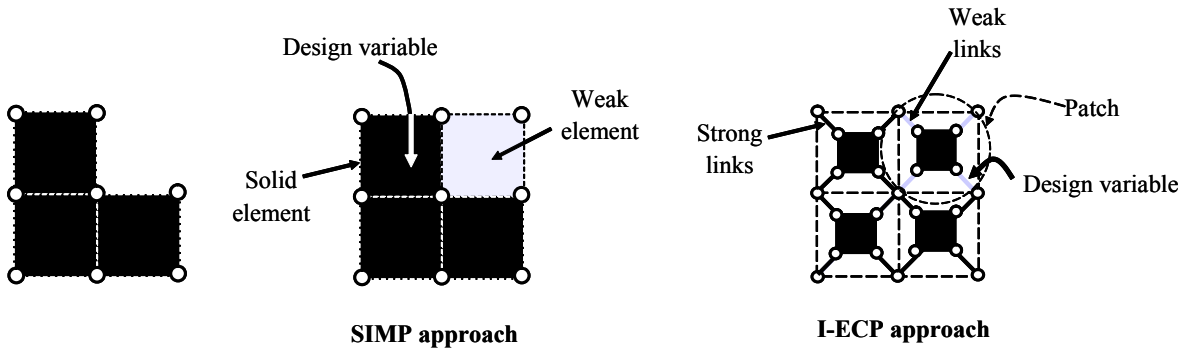 Design variable
Weak
element
Solid
element
SIMP approach
Weak
links
Strong
links
Patch
Design variable
I-ECP approach